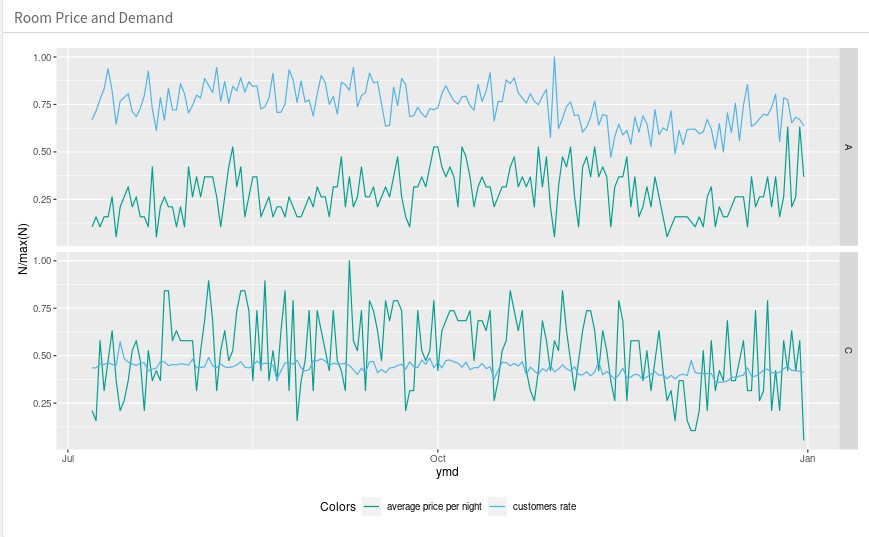 Room Price and Demand
1.00
0.75
0.50
0.25
A
N/max(N)
1.00
0.75
0.50
0.25
C
Jul Oct Jan
ymd
Colors average price per night customers rate